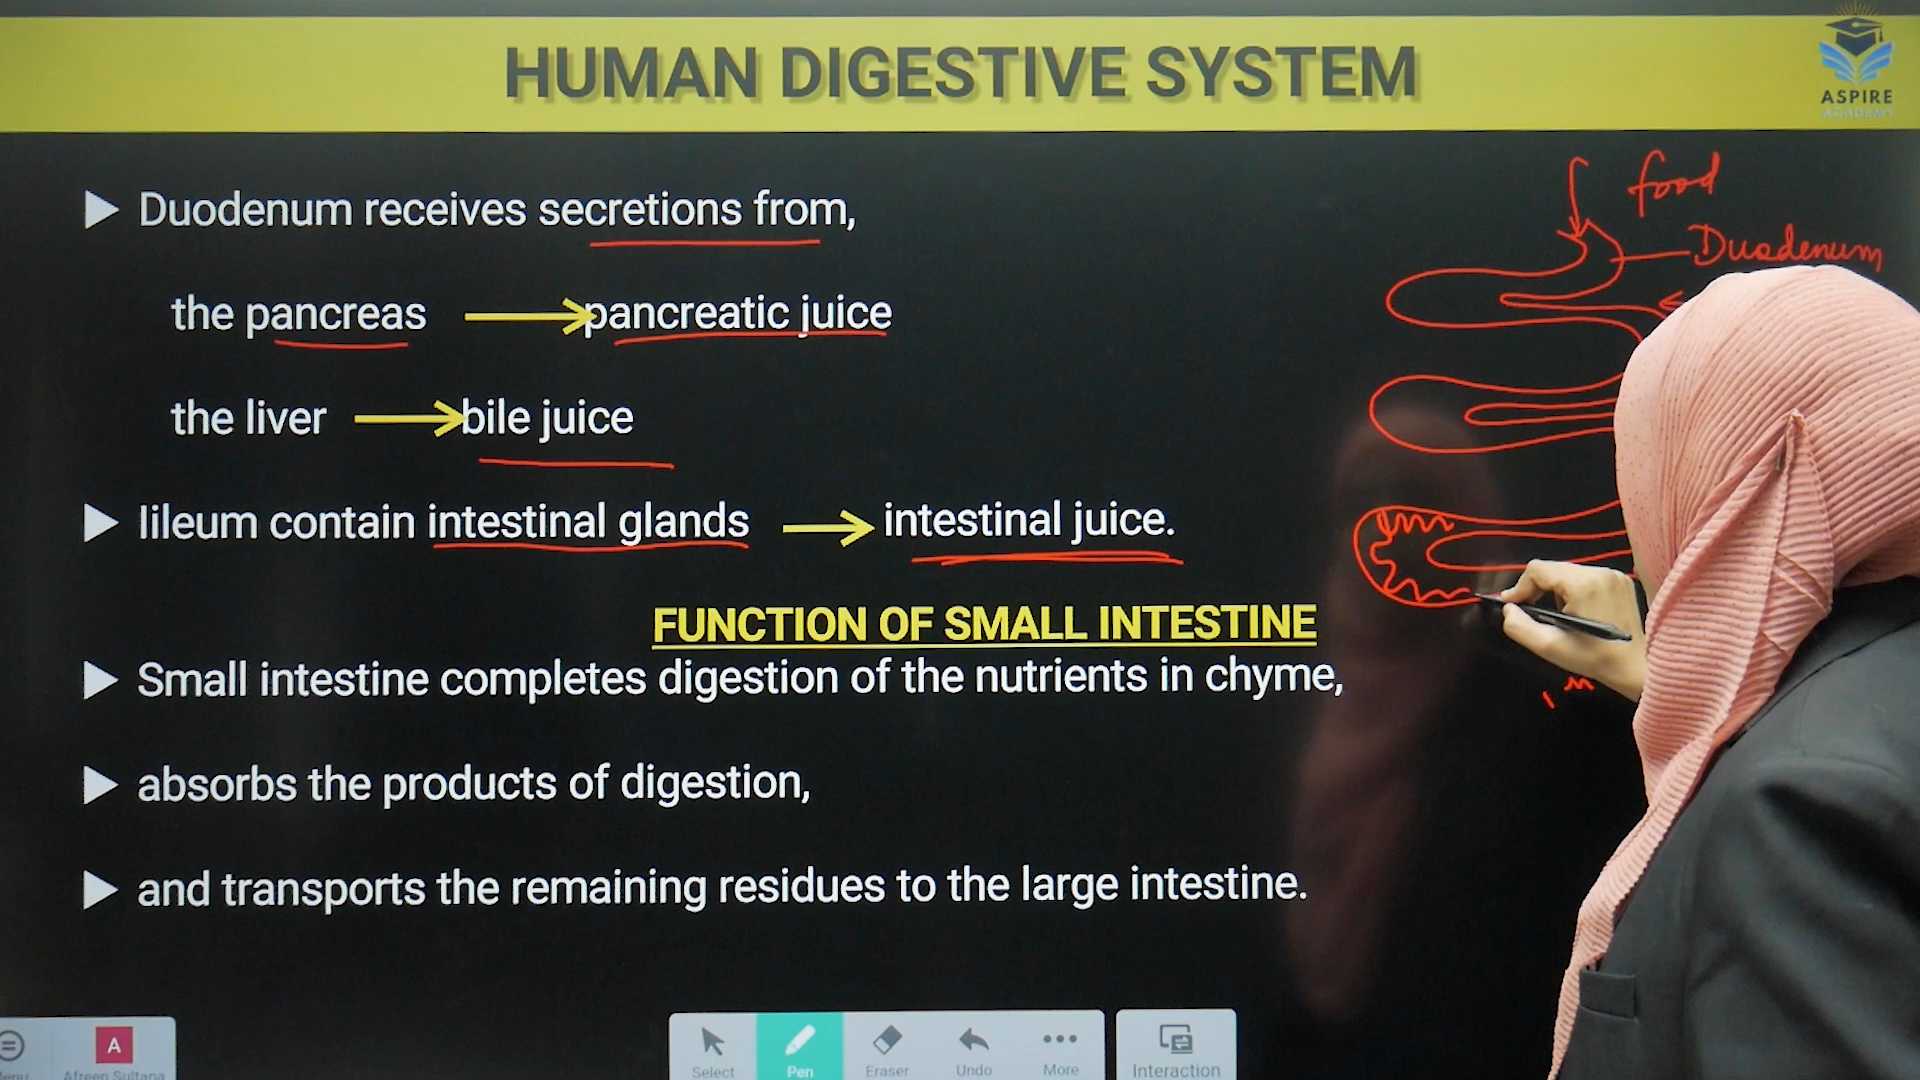 HUMAN DIGESTIVE SYSTEM
ASPIRE
ACADEMY
Duodenum receives secretions from,
the pancreas pancreatic juice
the liver bile juice
Iileum contain intestinal glands intestinal juice.
food
Duodenum
FUNCTION OF SMALL INTESTINE
Small intestine completes digestion of the nutrients in chyme,
absorbs the products of digestion,
and transports the remaining residues to the large intestine.
A
Afreen Sultana
Select
Pen
Eraser
Undo
More
Interaction